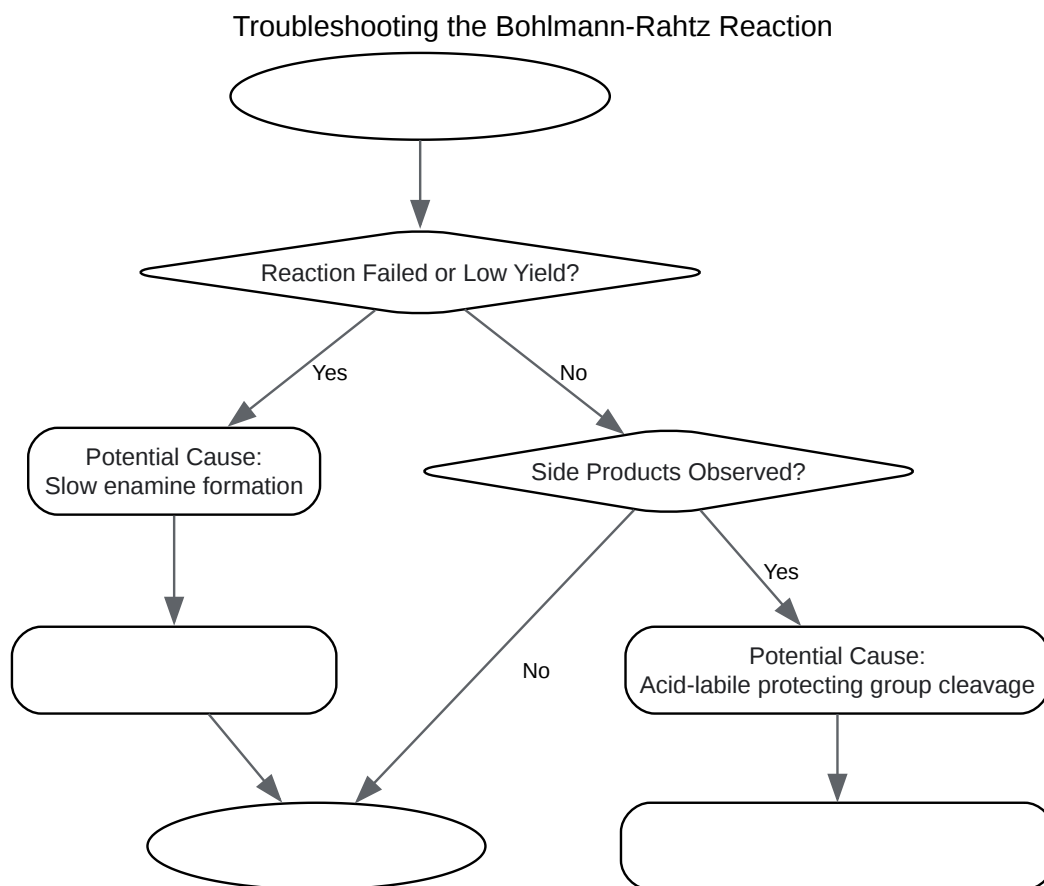 Troubleshooting the Bohlmann-Rahtz Reaction
Reaction Failed or Low Yield?
Yes
No
Potential Cause:
Slow enamine formation
Side Products Observed?
Yes
No
Potential Cause:
Acid-labile protecting group cleavage